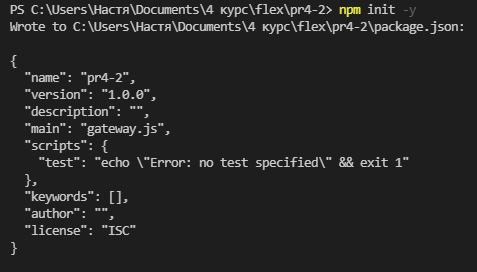 PS C:\Users\Настя\Documents\4 курс\flex\pr4-2> npm init -y
Wrote to C:\Users\Настя\Documents\4 курс\flex\pr4-2\package.json:

{
  "name": "pr4-2",
  "version": "1.0.0",
  "description": "",
  "main": "gateway.js",
  "scripts": {
    "test": "echo \"Error: no test specified\" && exit 1"
  },
  "keywords": [],
  "author": "",
  "license": "ISC"
}